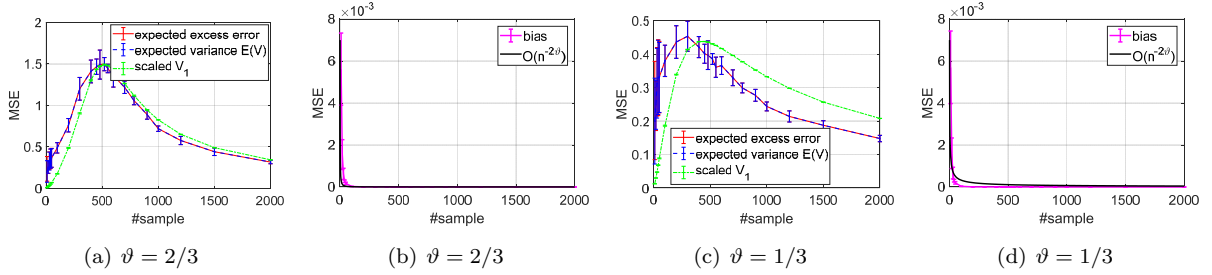 2
1.5
1
0.5
0
MSE
expected excess error
expected variance E(V)
scaled V1
0 500 1000 1500 2000
#sample
(a) ϑ = 2/3
8 ×10-3
6
4
2
0
MSE
bias
O(n-2ϑ)
0 500 1000 1500 2000
#sample
(b) ϑ = 2/3
0.5
0.4
0.3
0.2
0.1
0
MSE
expected excess error
expected variance E(V)
scaled V1
0 500 1000 1500 2000
#sample
(c) ϑ = 1/3
8 ×10-3
6
4
2
0
MSE
bias
O(n-2ϑ)
0 500 1000 1500 2000
#sample
(d) ϑ = 1/3